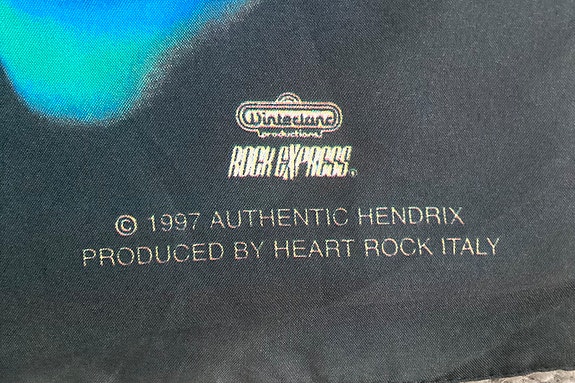 Winterland
productions
ROCK EXPRESS.
© 1997 AUTHENTIC HENDRIX
PRODUCED BY HEART ROCK ITALY